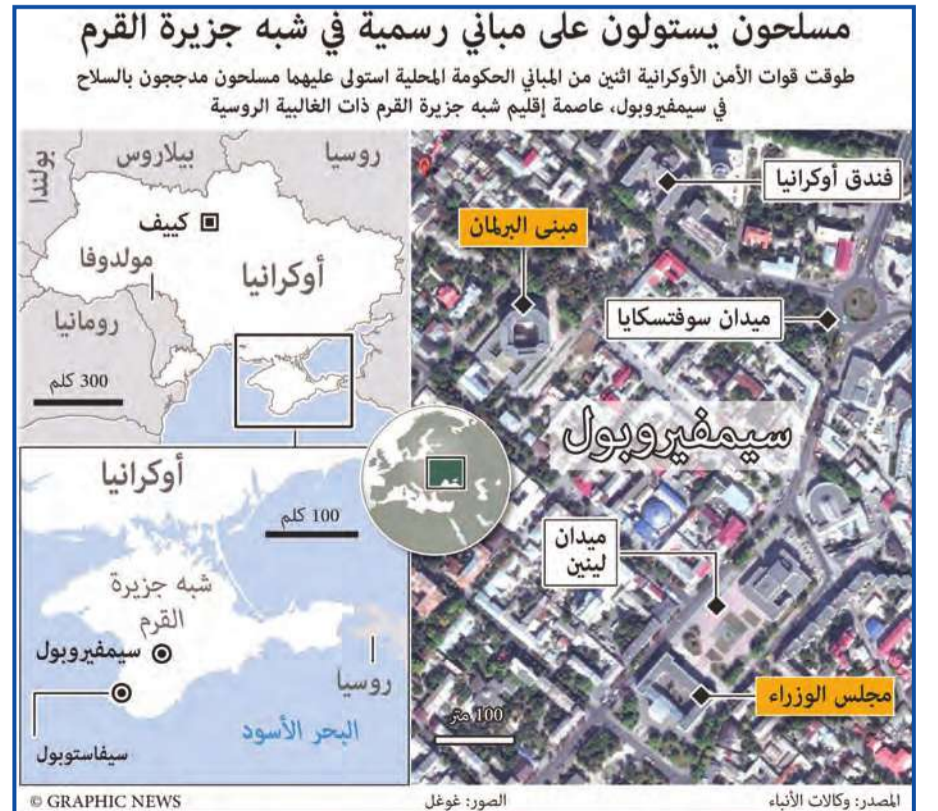 مسلحون يستولون على مباني رسمية في شبه جزيرة القرم
طوقت قوات الأمن الأوكرانية اثنين من المباني الحكومة المحلية استولى عليهما مسلحون مدججون بالسلاح
في سيمفيروبول، عاصمة إقليم شبه جزيرة القرم ذات الغالبية الروسية
فندق أوكرانيا
مبنى البرلمان
ميدان سوفتسكايا
سيمفيروبول
ميدان
لينين
مجلس الوزراء
100 متر
روسيا
بيلاروس
بولندا
كييف
أوكرانيا
مولدوفا
رومانيا
300 كلم
أوكرانيا
100 كلم
شبه جزيرة
القرم
سيمفيروبول
روسيا
البحر الأسود
سيفاستوبول
المصدر: وكالات الأنباء
الصور: غوغل
© GRAPHIC NEWS